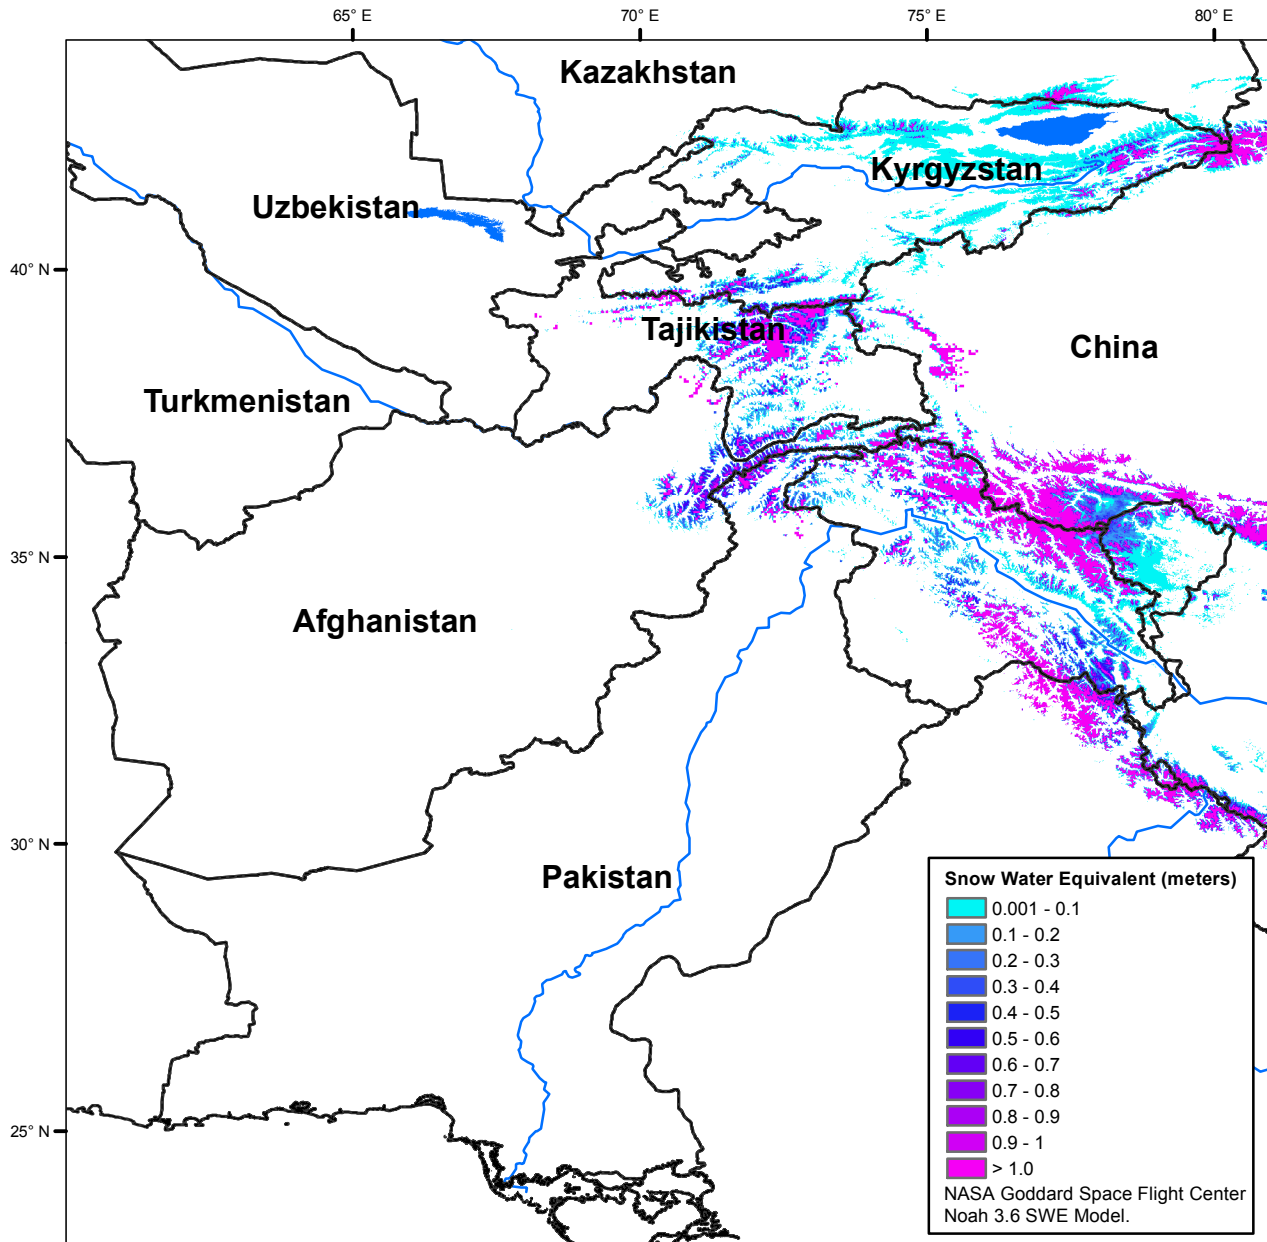 65° E
70° E
75° E
80° E
Kazakhstan
Kyrgyzstan
Uzbekistan
40° N
Tajikistan
China
Turkmenistan
35° N
Afghanistan
30° N
Pakistan
25° N
Snow Water Equivalent (meters)
0.001 - 0.1
0.1 - 0.2
0.2 - 0.3
0.3 - 0.4
0.4 - 0.5
0.5 - 0.6
0.6 - 0.7
0.7 - 0.8
0.8 - 0.9
0.9 - 1
> 1.0
NASA Goddard Space Flight Center
Noah 3.6 SWE Model.